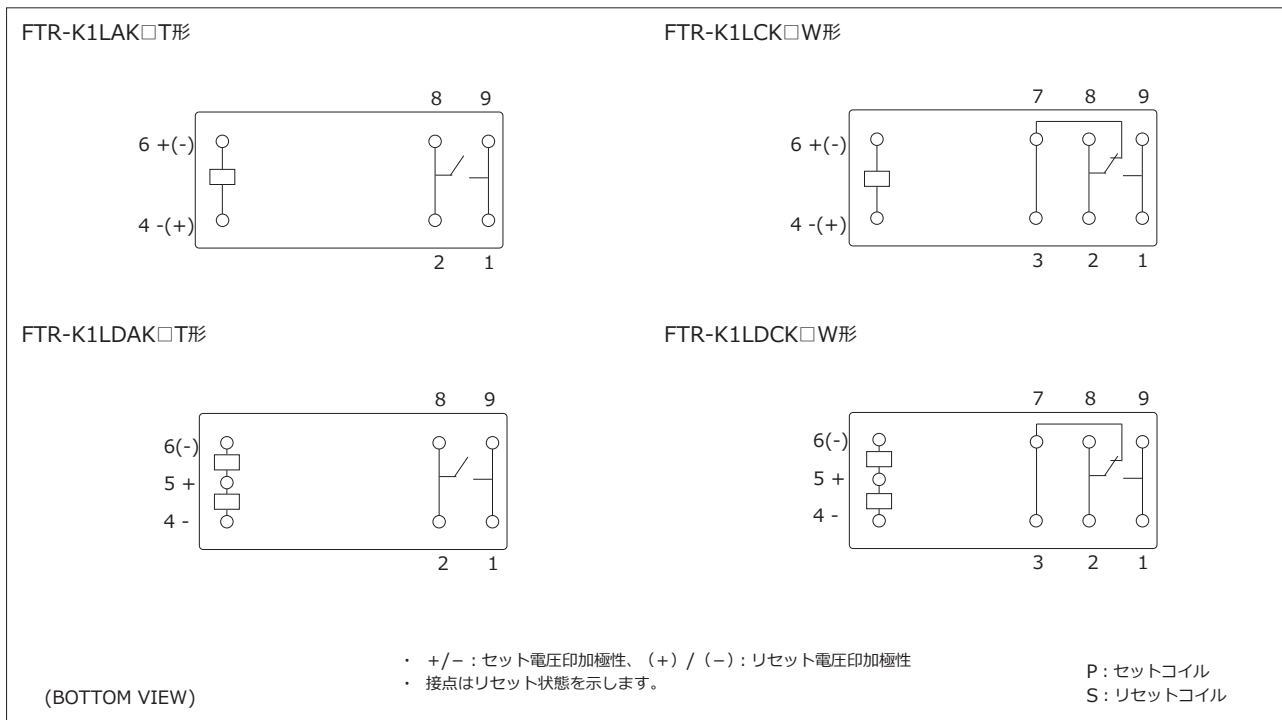 FTR-K1LAK□T形
8 9
6 +(-)
4 -(+)
2 1
FTR-K1LCK□W形
7 8 9
6 +(-)
4 -(+)
3 2 1
FTR-K1LDAK□T形
8 9
6(-)
5 +
4 -
2 1
FTR-K1LDCK□W形
7 8 9
6(-)
5 +
4 -
3 2 1
・ +/−：セット電圧印加極性、（+）/（−）：リセット電圧印加極性
・ 接点はリセット状態を示します。
(BOTTOM VIEW)
P：セットコイル
S：リセットコイル